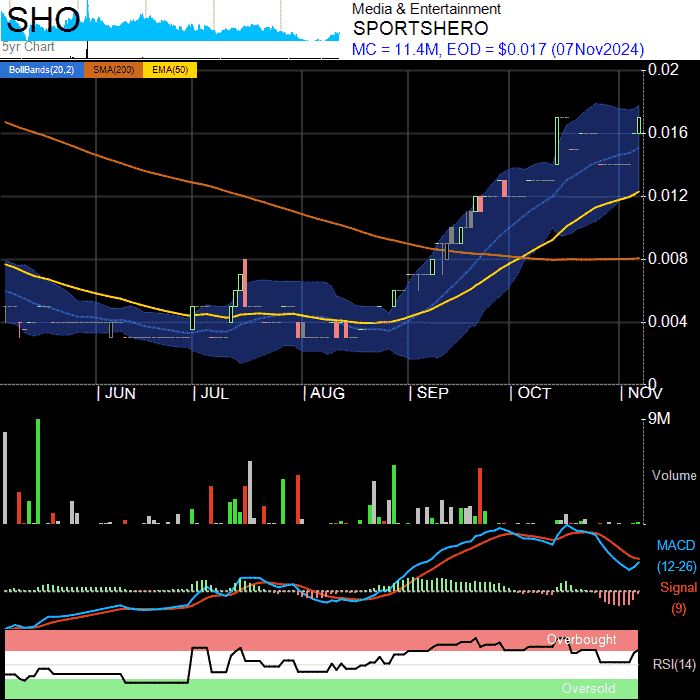 SHO
5yr Chart
Media & Entertainment
SPORTSHERO
MC = 11.4M, EOD = $0.017 (07Nov2024)
BollBands(20,2) SMA(200) EMA(50)
0.02
0.016
0.012
0.008
0.004
0
JUN JUL AUG SEP OCT NOV
9M
Volume
MACD
(12-26)
Signal
(9)
Overbought
RSI(14)
Oversold